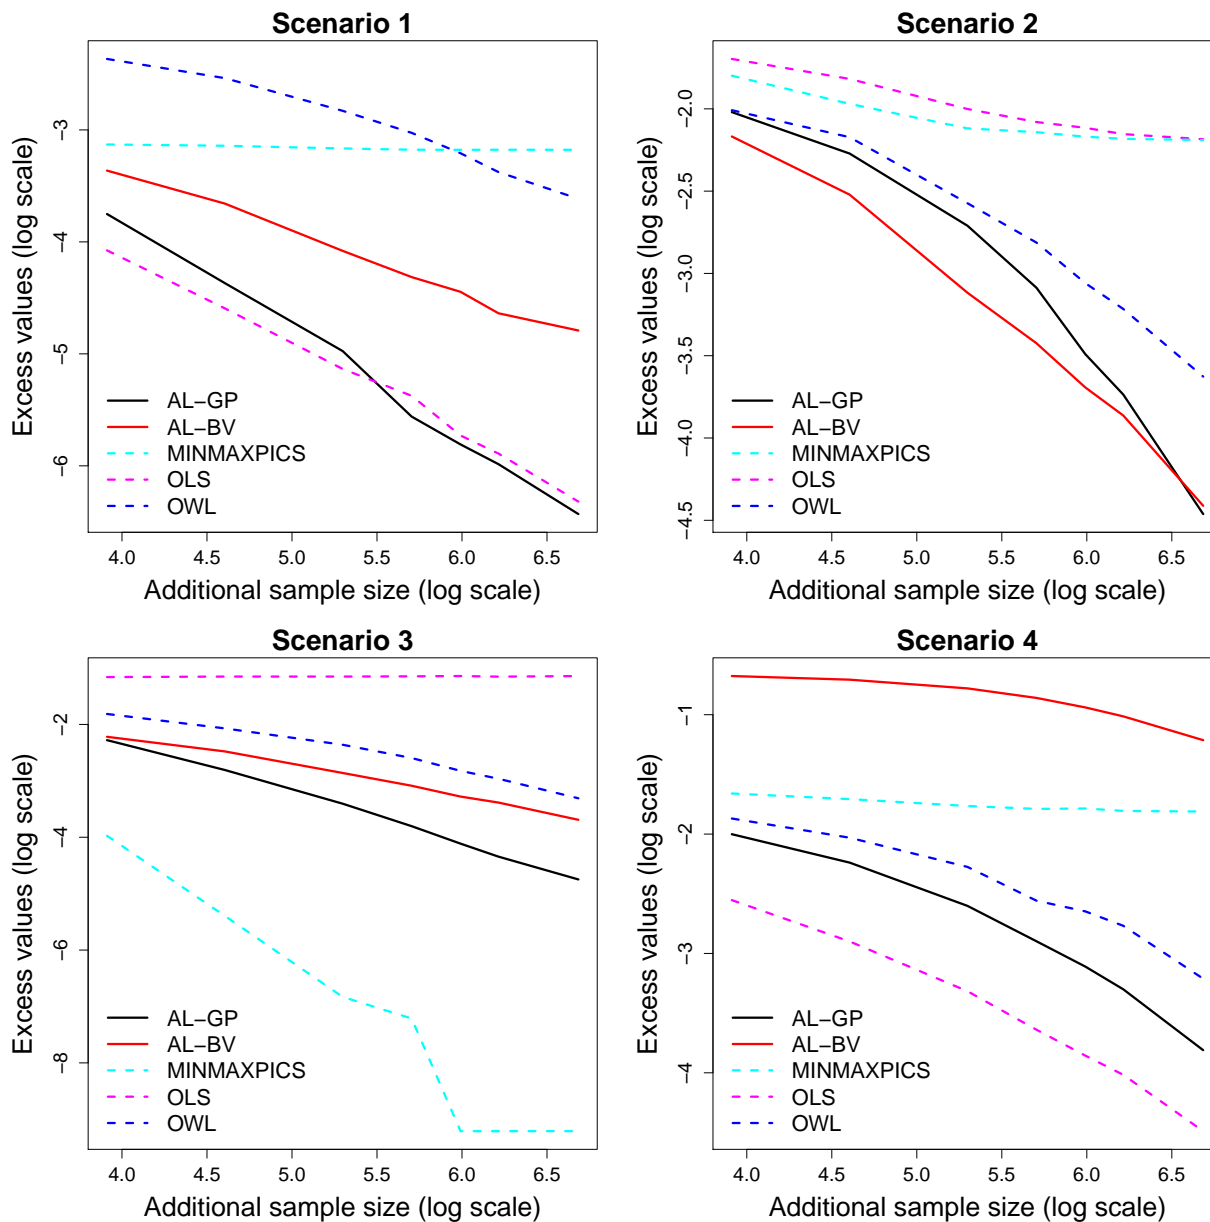 Scenario 1
Excess values (log scale)
-3
-4
-5
-6
AL-GP
AL-BV
MINMAXPICS
OLS
OWL
4.0 4.5 5.0 5.5 6.0 6.5
Additional sample size (log scale)
Scenario 2
Excess values (log scale)
-2.0
-2.5
-3.0
-3.5
-4.0
-4.5
AL-GP
AL-BV
MINMAXPICS
OLS
OWL
4.0 4.5 5.0 5.5 6.0 6.5
Additional sample size (log scale)
Scenario 3
Excess values (log scale)
-2
-4
-6
-8
AL-GP
AL-BV
MINMAXPICS
OLS
OWL
4.0 4.5 5.0 5.5 6.0 6.5
Additional sample size (log scale)
Scenario 4
Excess values (log scale)
-1
-2
-3
-4
AL-GP
AL-BV
MINMAXPICS
OLS
OWL
4.0 4.5 5.0 5.5 6.0 6.5
Additional sample size (log scale)